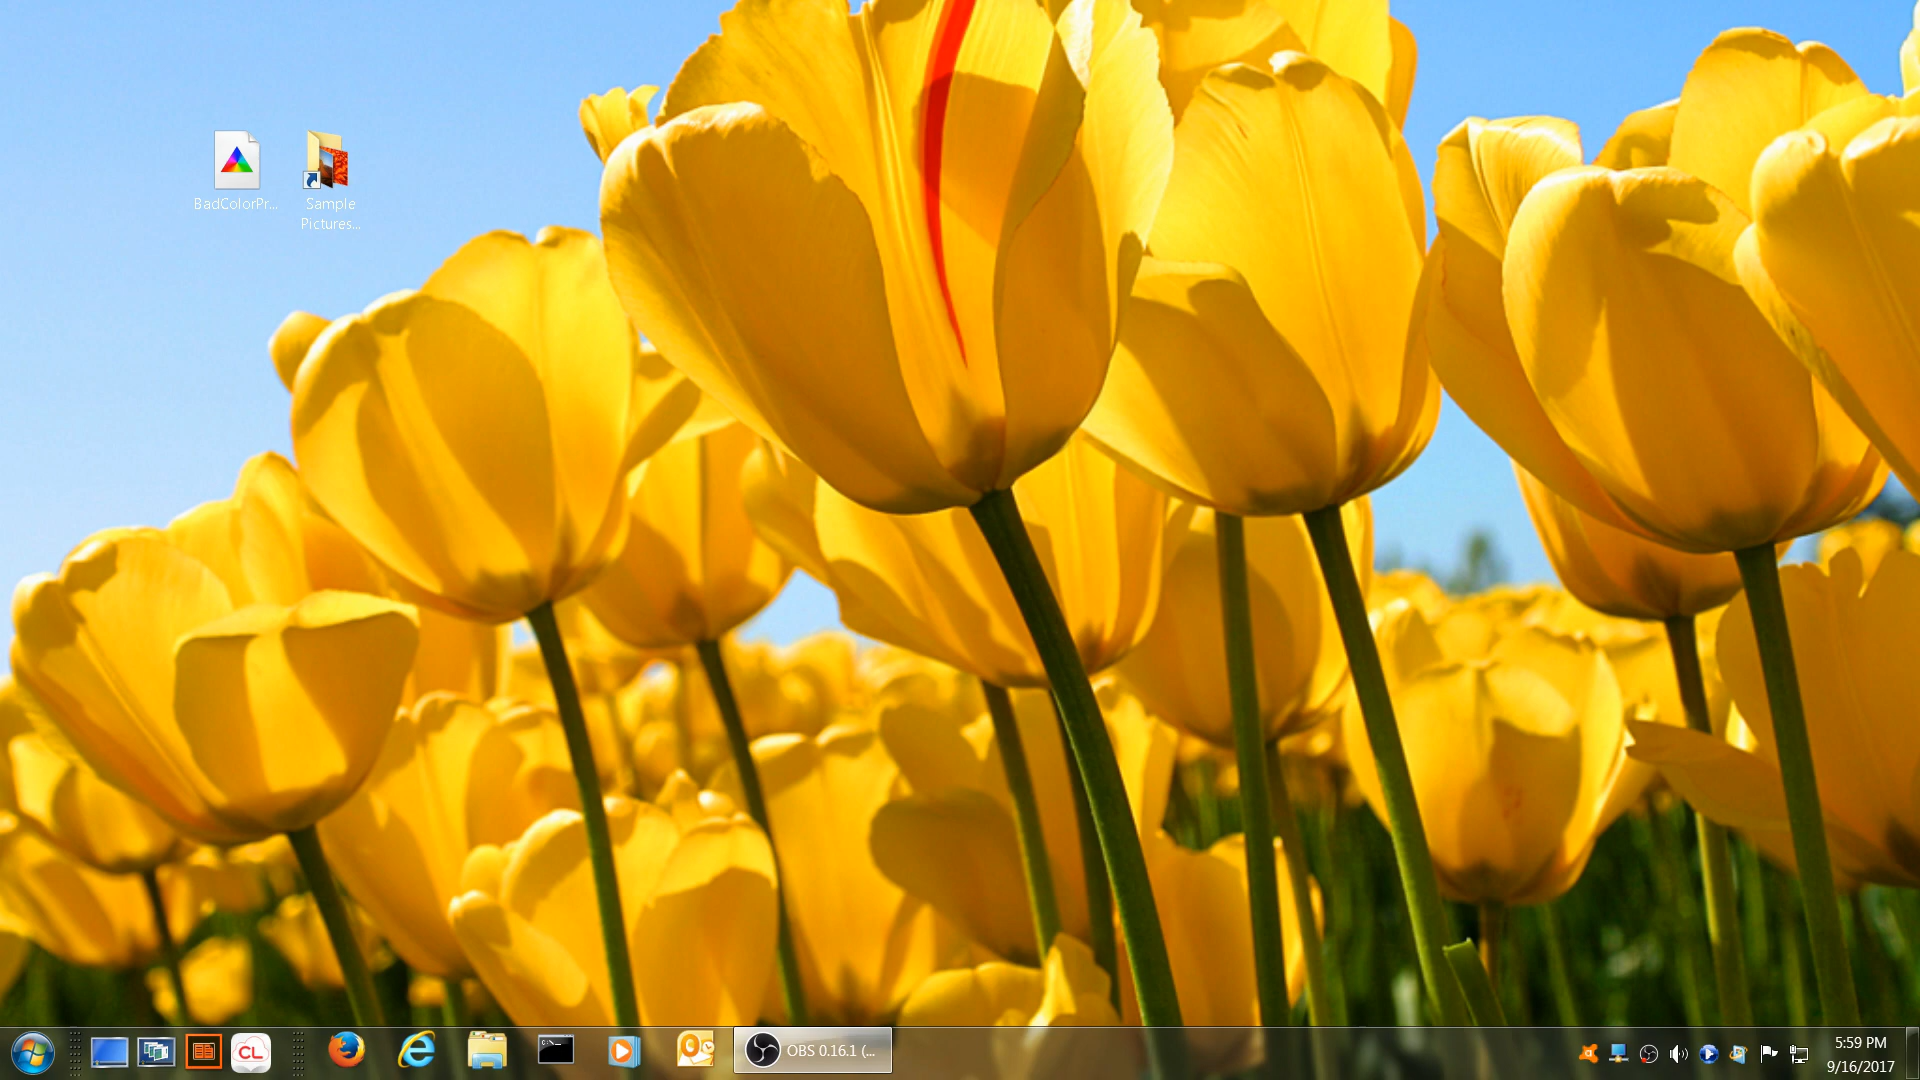 BadColorPr...
Sample
Pictures...
CL
OBS 0.16.1 (...
5:59 PM
9/16/2017